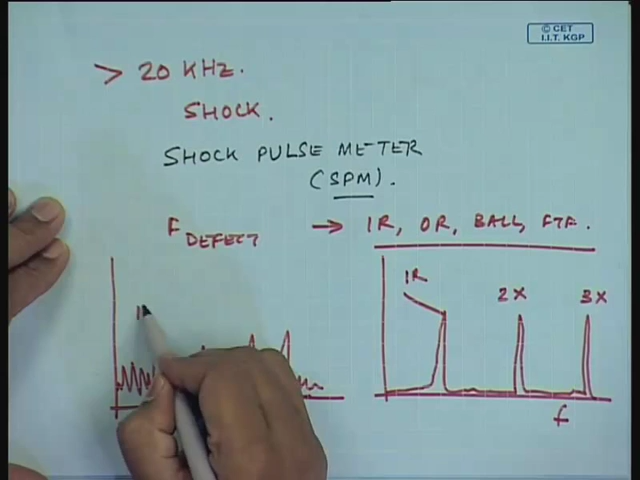 © CET
I.I.T. KGP
> 20 KHZ.
SHOCK.
SHOCK PULSE METER
(SPM).
F DEFECT → IR, OR, BALL, FTF.
IR
2X
3X
f